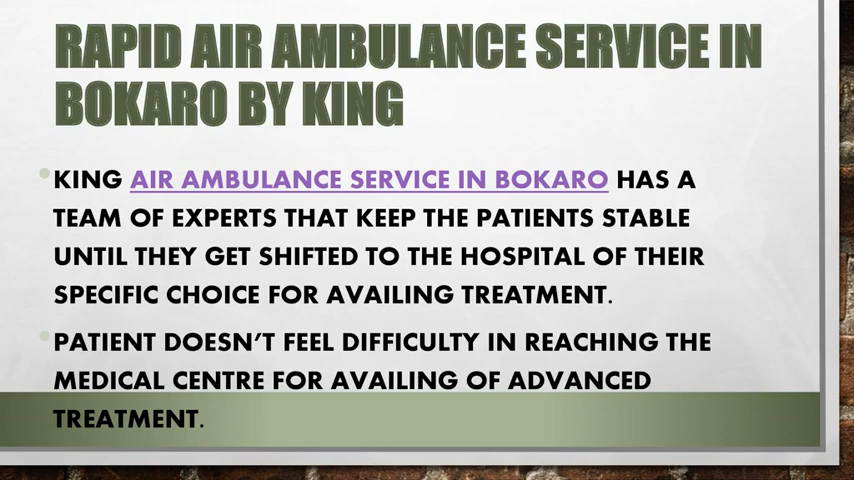 RAPID AIR AMBULANCE SERVICE IN
BOKARO BY KING
KING AIR AMBULANCE SERVICE IN BOKARO HAS A
TEAM OF EXPERTS THAT KEEP THE PATIENTS STABLE
UNTIL THEY GET SHIFTED TO THE HOSPITAL OF THEIR
SPECIFIC CHOICE FOR AVAILING TREATMENT.
PATIENT DOESN’T FEEL DIFFICULTY IN REACHING THE
MEDICAL CENTRE FOR AVAILING OF ADVANCED
TREATMENT.